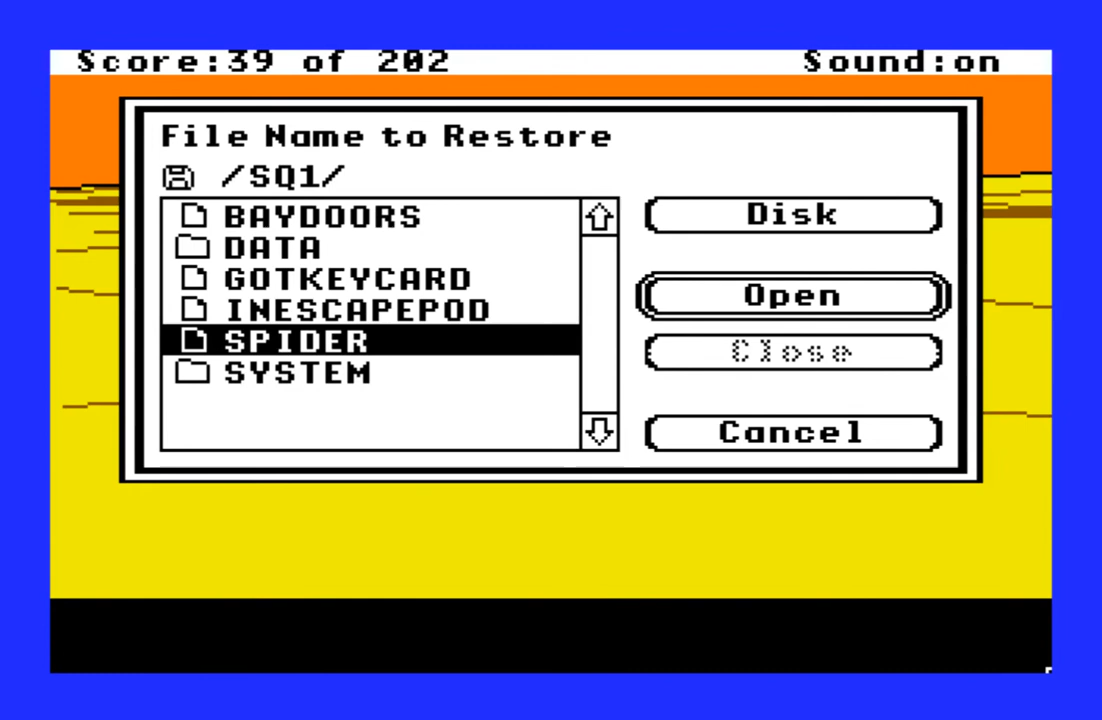 Score:39 of 202 Sound:on
File Name to Restore
/SQ1/
BAYDOORS
DATA
GOTKEYCARD
INESCAPEPOD
SPIDER
SYSTEM
Disk
Open
Close
Cancel